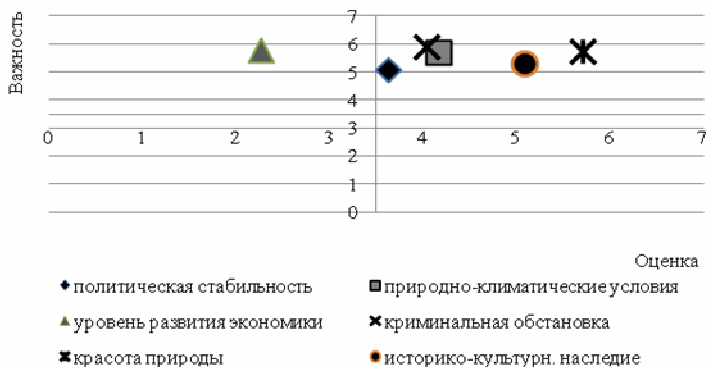 Важность
7
6
5
4
3
0 1 2 4 5 6 7
2
1
0
Оценка
политическая стабильность природно-климатические условия
уровень развития экономики криминальная обстановка
красота природы историко-культурн. наследие